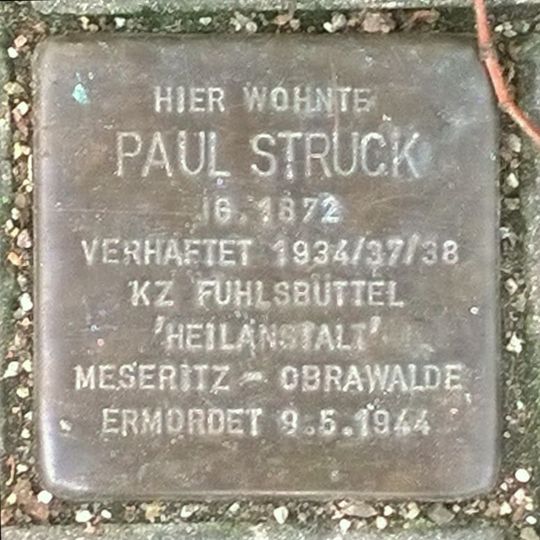 HIER WOHNTE
PAUL STRUCK
JG. 1872
VERHAFTET 1934/37/38
KZ FUHLSBÜTTEL
'HEILANSTALT'
MESERITZ - OBRAWALDE
ERMORDET 9.5.1944